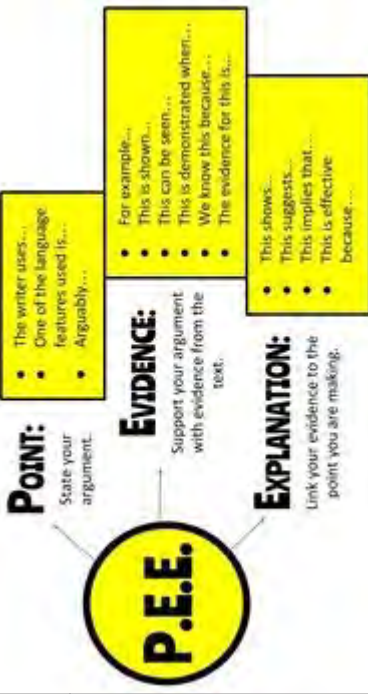 P.E.E.
POINT:
State your
argument.
• The writer uses…
• One of the language
features used is…
• Arguably…
EVIDENCE:
Support your argument
with evidence from the
text.
• For example…
• This is shown…
• This can be seen…
• This is demonstrated when…
• We know this because…
• The evidence for this is…
EXPLANATION:
Link your evidence to the
point you are making.
• This shows…
• This suggests…
• This implies that…
• This is effective
because…